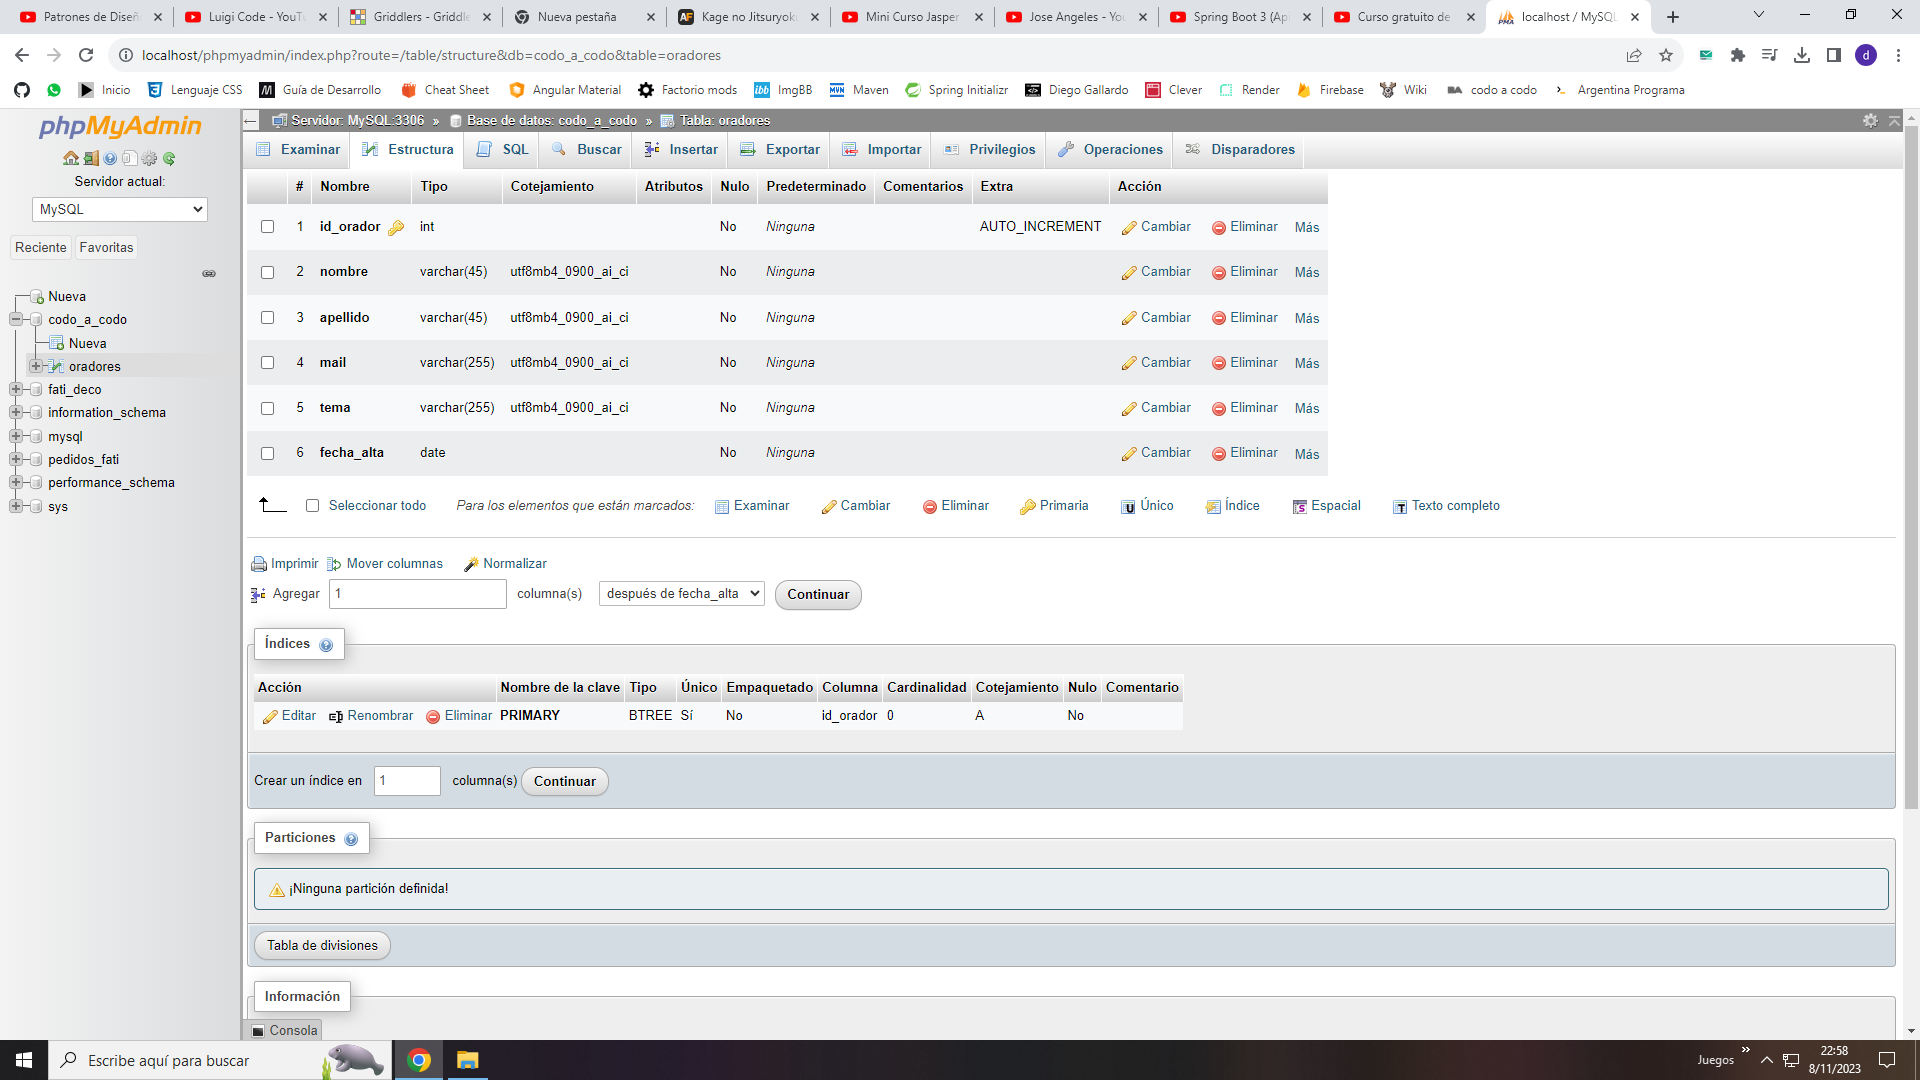 Patrones de Diseñ
Luigi Code - YouT
Griddlers - Griddle
Nueva pestaña
Kage no Jitsuryok
Mini Curso Jasper
Jose Angeles - You
Spring Boot 3 (Api
Curso gratuito de
localhost / MySQL
localhost/phpmyadmin/index.php?route=/table/structure&db=codo_a_codo&table=oradores
d
Inicio
Lenguaje CSS
Guía de Desarrollo
Cheat Sheet
Angular Material
Factorio mods
ImgBB
Maven
Spring Initializr
Diego Gallardo
Clever
Render
Firebase
Wiki
codo a codo
Argentina Programa
phpMyAdmin
Servidor actual:
MySQL
Reciente Favoritas
Nueva
codo_a_codo
Nueva
oradores
fati_deco
information_schema
mysql
pedidos_fati
performance_schema
sys
Servidor: MySQL:3306 » Base de datos: codo_a_codo » Tabla: oradores
Examinar Estructura SQL Buscar Insertar Exportar Importar Privilegios Operaciones Disparadores
# Nombre Tipo Cotejamiento Atributos Nulo Predeterminado Comentarios Extra Acción
1 id_orador int No Ninguna AUTO_INCREMENT Cambiar Eliminar Más
2 nombre varchar(45) utf8mb4_0900_ai_ci No Ninguna Cambiar Eliminar Más
3 apellido varchar(45) utf8mb4_0900_ai_ci No Ninguna Cambiar Eliminar Más
4 mail varchar(255) utf8mb4_0900_ai_ci No Ninguna Cambiar Eliminar Más
5 tema varchar(255) utf8mb4_0900_ai_ci No Ninguna Cambiar Eliminar Más
6 fecha_alta date No Ninguna Cambiar Eliminar Más
Seleccionar todo Para los elementos que están marcados: Examinar Cambiar Eliminar Primaria Único Índice Espacial Texto completo
Imprimir Mover columnas Normalizar
Agregar 1 columna(s) después de fecha_alta Continuar
Índices
Acción Nombre de la clave Tipo Único Empaquetado Columna Cardinalidad Cotejamiento Nulo Comentario
Editar Renombrar Eliminar PRIMARY BTREE Sí No id_orador 0 A No
Crear un índice en 1 columna(s) Continuar
Particiones
¡Ninguna partición definida!
Tabla de divisiones
Información
Consola
Escribe aquí para buscar
Juegos
22:58
8/11/2023